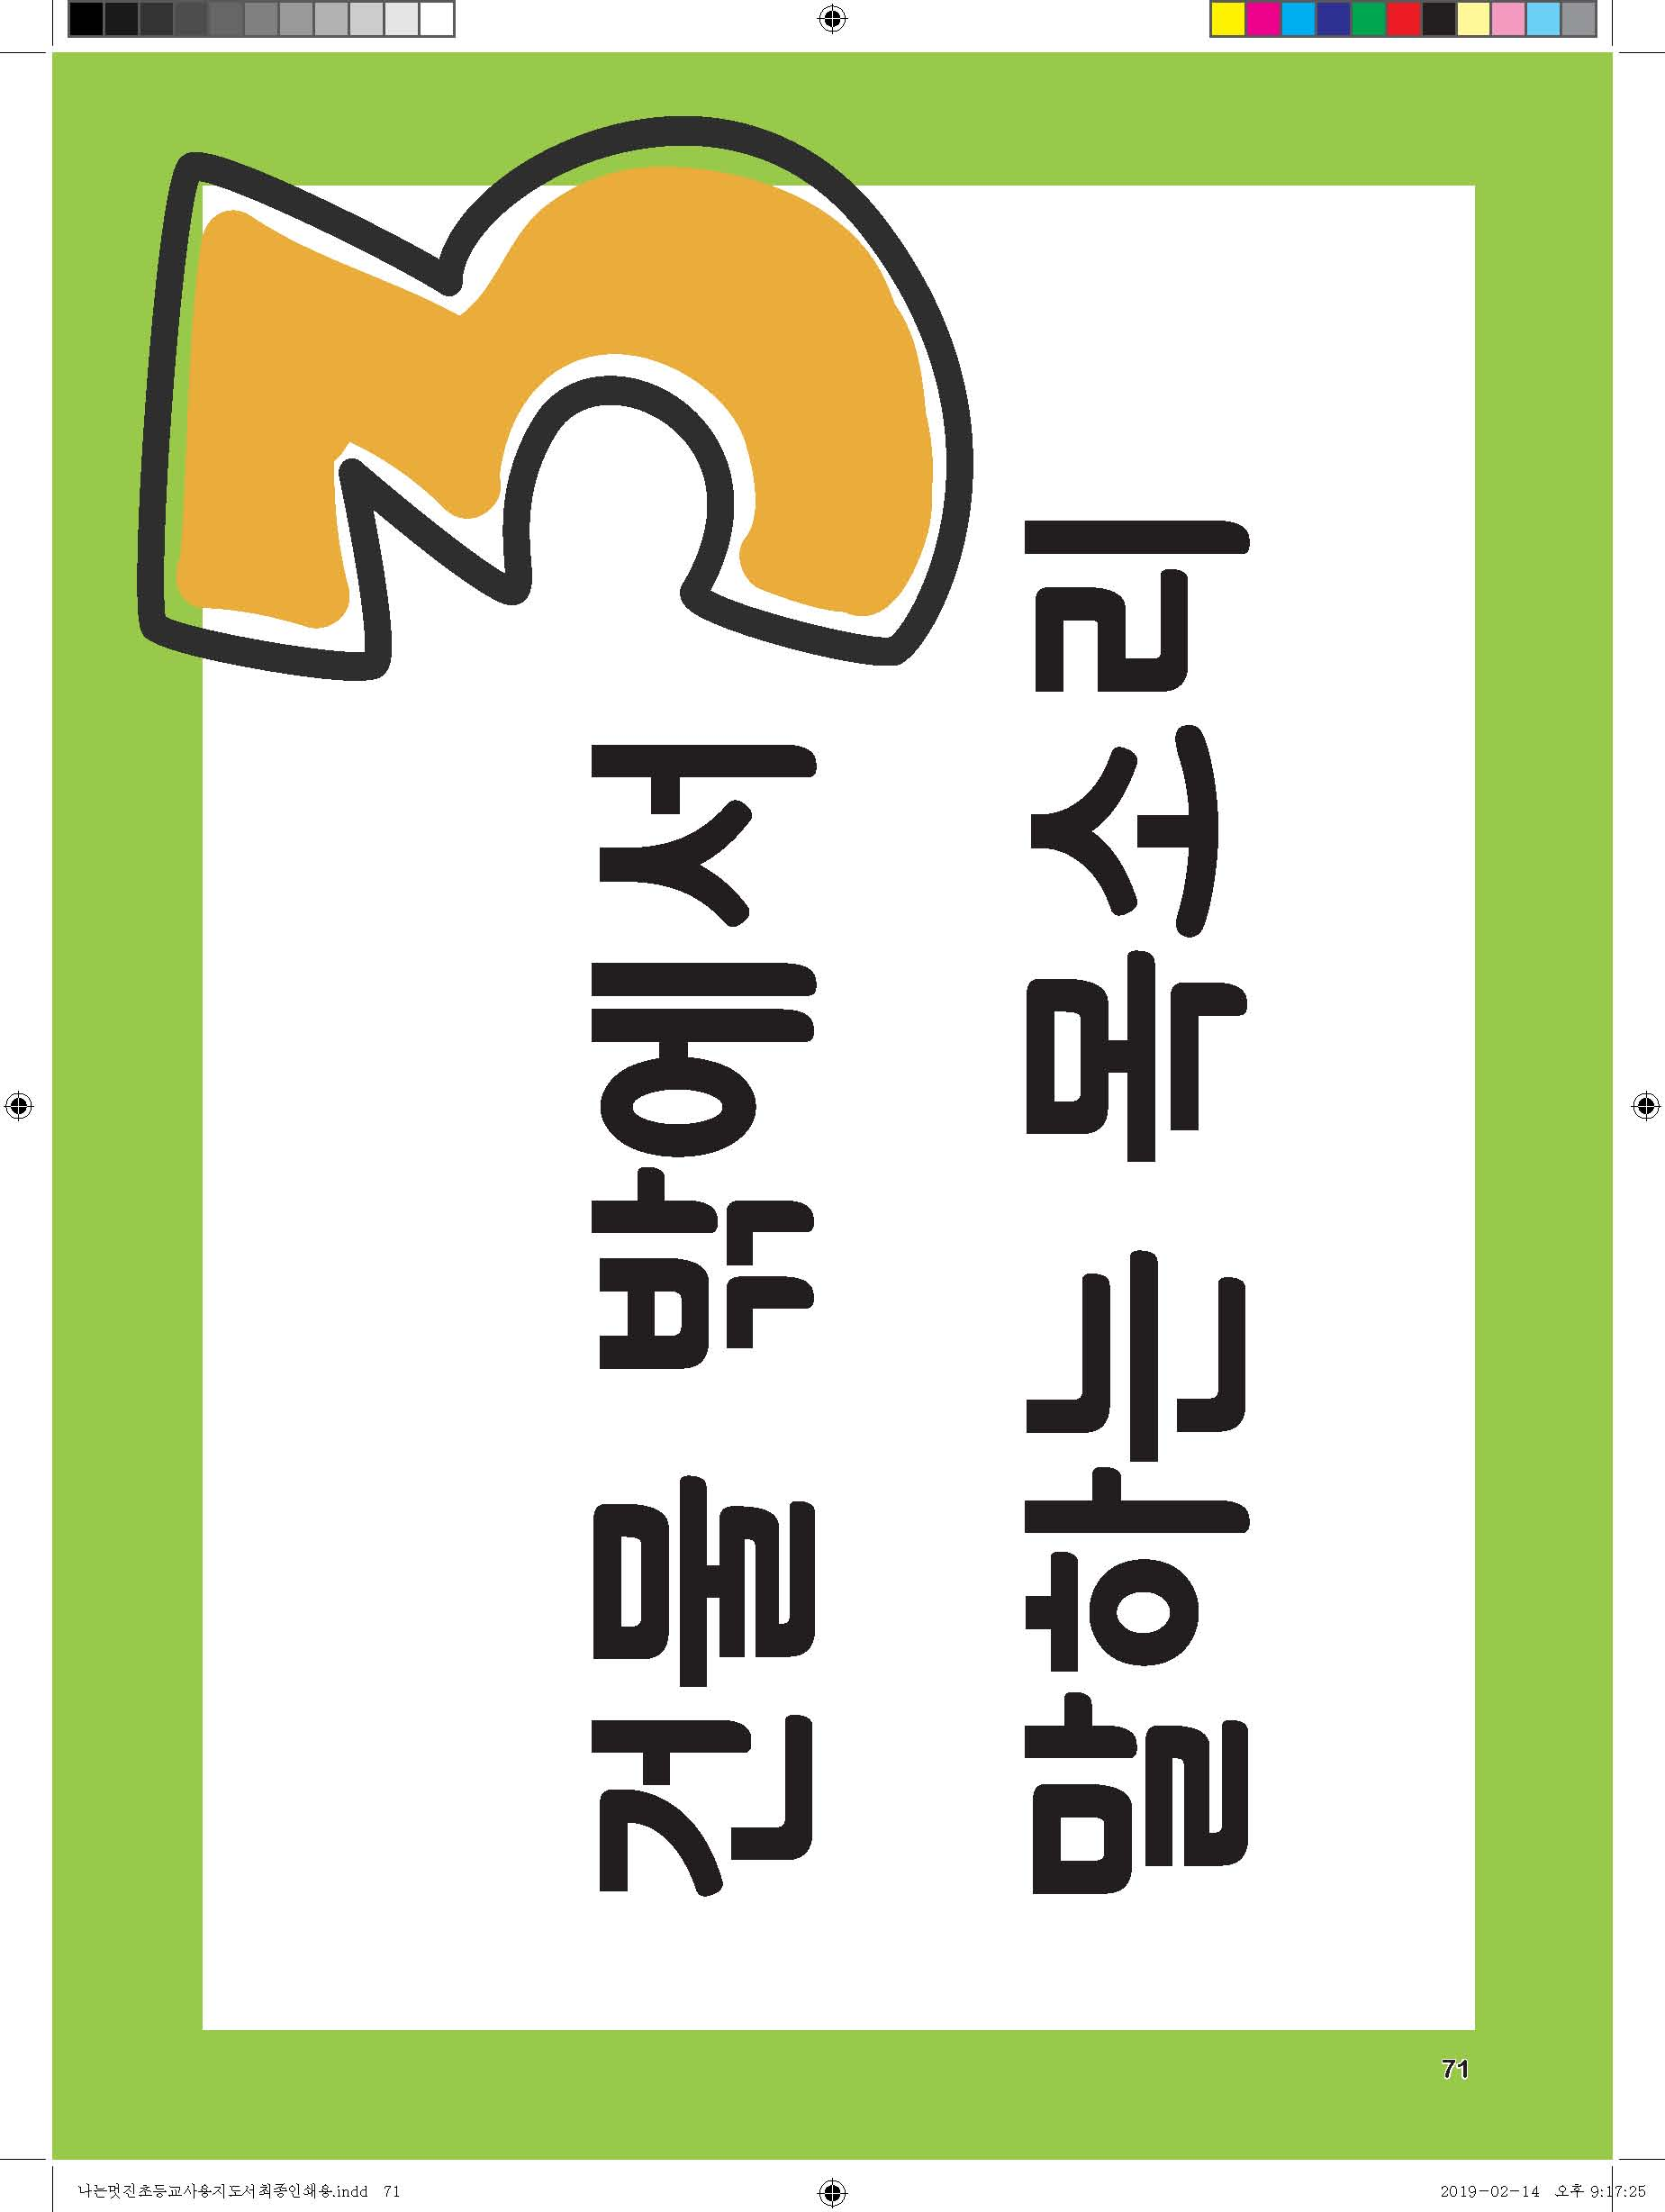 3
건물 밖에서
말하는 목소리
71
나는멋진초등교사용지도서최종인쇄용.indd 71
2019-02-14 오후 9:17:25